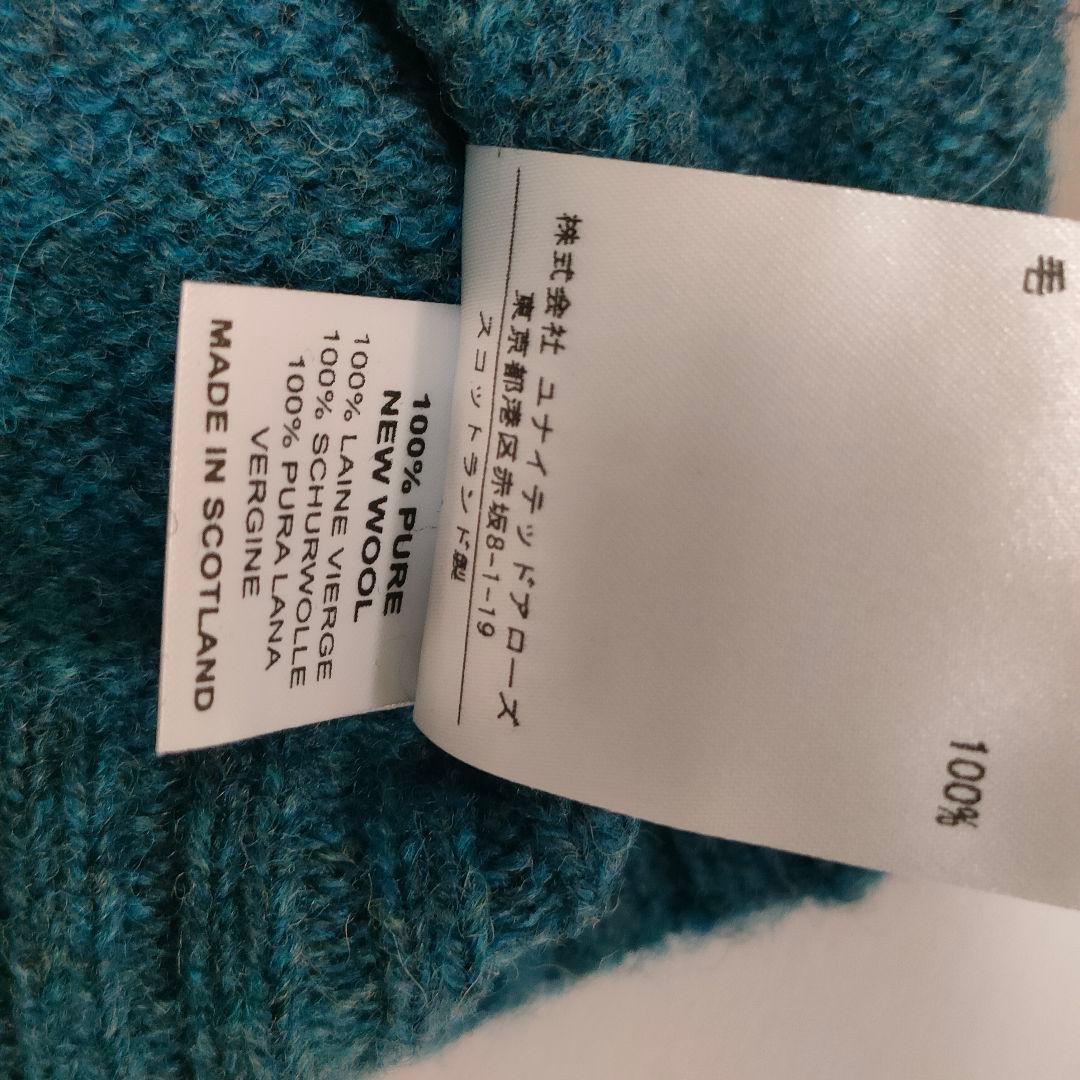 毛 100%
株式会社 ユナイテッドアローズ
東京都港区赤坂8-1-19
スコットランド製
100% PURE
NEW WOOL
100% LAINE VIERGE
100% SCHURWOLLE
100% PURA LANA
VERGINE
MADE IN SCOTLAND